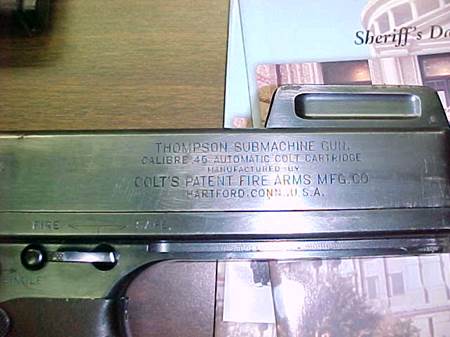 Sheriff's
THOMPSON SUBMACHINE GUN,
CALIBRE .45 AUTOMATIC COLT CARTRIDGE
MANUFACTURED BY
COLT'S PATENT FIRE ARMS MFG.CO.
HARTFORD,CONN.,U.S.A.
FIRE SAFE
SINGLE